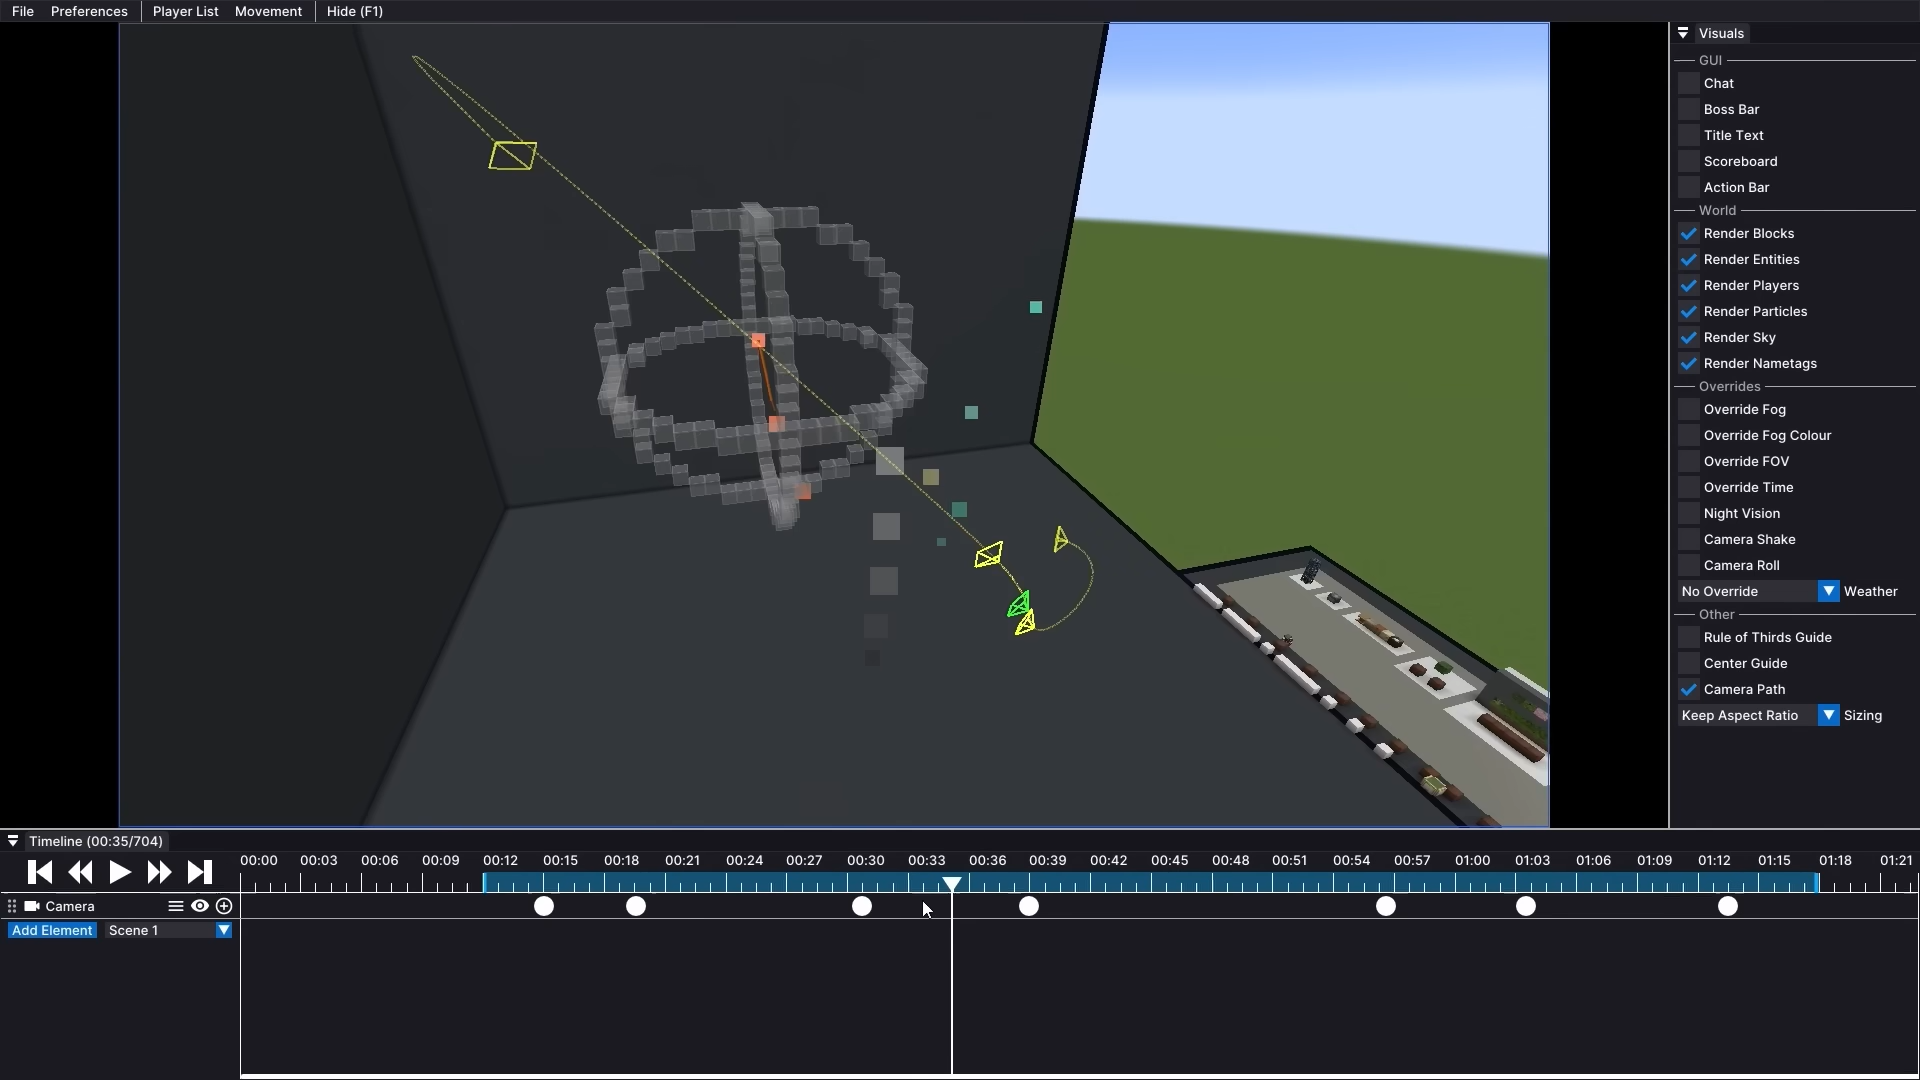 File Preferences Player List Movement Hide (F1)
Visuals
GUI
Chat
Boss Bar
Title Text
Scoreboard
Action Bar
World
Render Blocks
Render Entities
Render Players
Render Particles
Render Sky
Render Nametags
Overrides
Override Fog
Override Fog Colour
Override FOV
Override Time
Night Vision
Camera Shake
Camera Roll
No Override Weather
Other
Rule of Thirds Guide
Center Guide
Camera Path
Keep Aspect Ratio Sizing
Timeline (00:35/704)
00:00 00:03 00:06 00:09 00:12 00:15 00:18 00:21 00:24 00:27 00:30 00:33 00:36 00:39 00:42 00:45 00:48 00:51 00:54 00:57 01:00 01:03 01:06 01:09 01:12 01:15 01:18 01:21
Camera
Add Element Scene 1